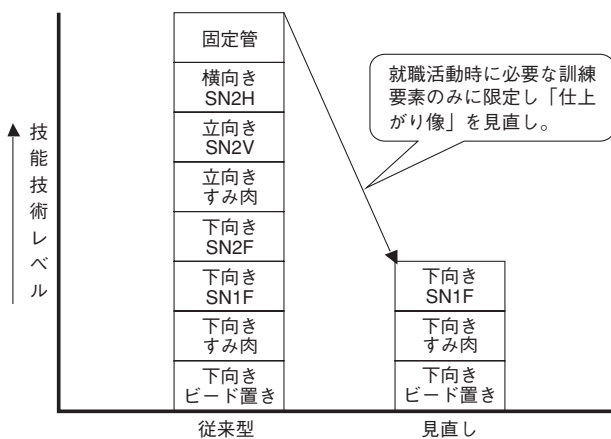 技能技術レベル
固定管
横向き
SN2H
立向き
SN2V
立向き
すみ肉
下向き
SN2F
下向き
SN1F
下向き
すみ肉
下向き
ビード置き
従来型
就職活動時に必要な訓練
要素のみに限定し「仕上
がり像」を見直し。
下向き
SN1F
下向き
すみ肉
下向き
ビード置き
見直し